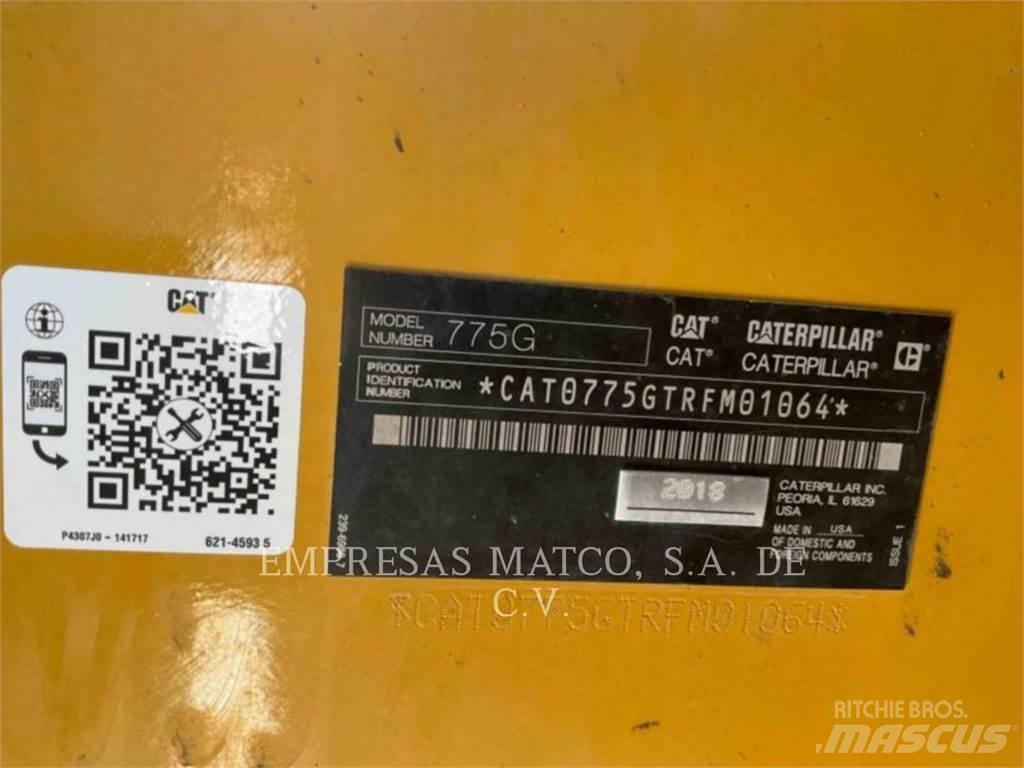 CAT
P4307J0 - 141717
621-4593 5
MODEL NUMBER 775G
CAT® CATERPILLAR®
CAT® CATERPILLAR®
PRODUCT IDENTIFICATION NUMBER *CAT0775GTRFM01064*
2018
CATERPILLAR INC.
PEORIA, IL 61629
USA
MADE IN USA
OF DOMESTIC AND
FOREIGN COMPONENTS
ISSUE 1
EMPRESAS MATCO, S.A. DE
C.V.
*CAT0775GTRFM01064*
RITCHIE BROS.
MASCUS